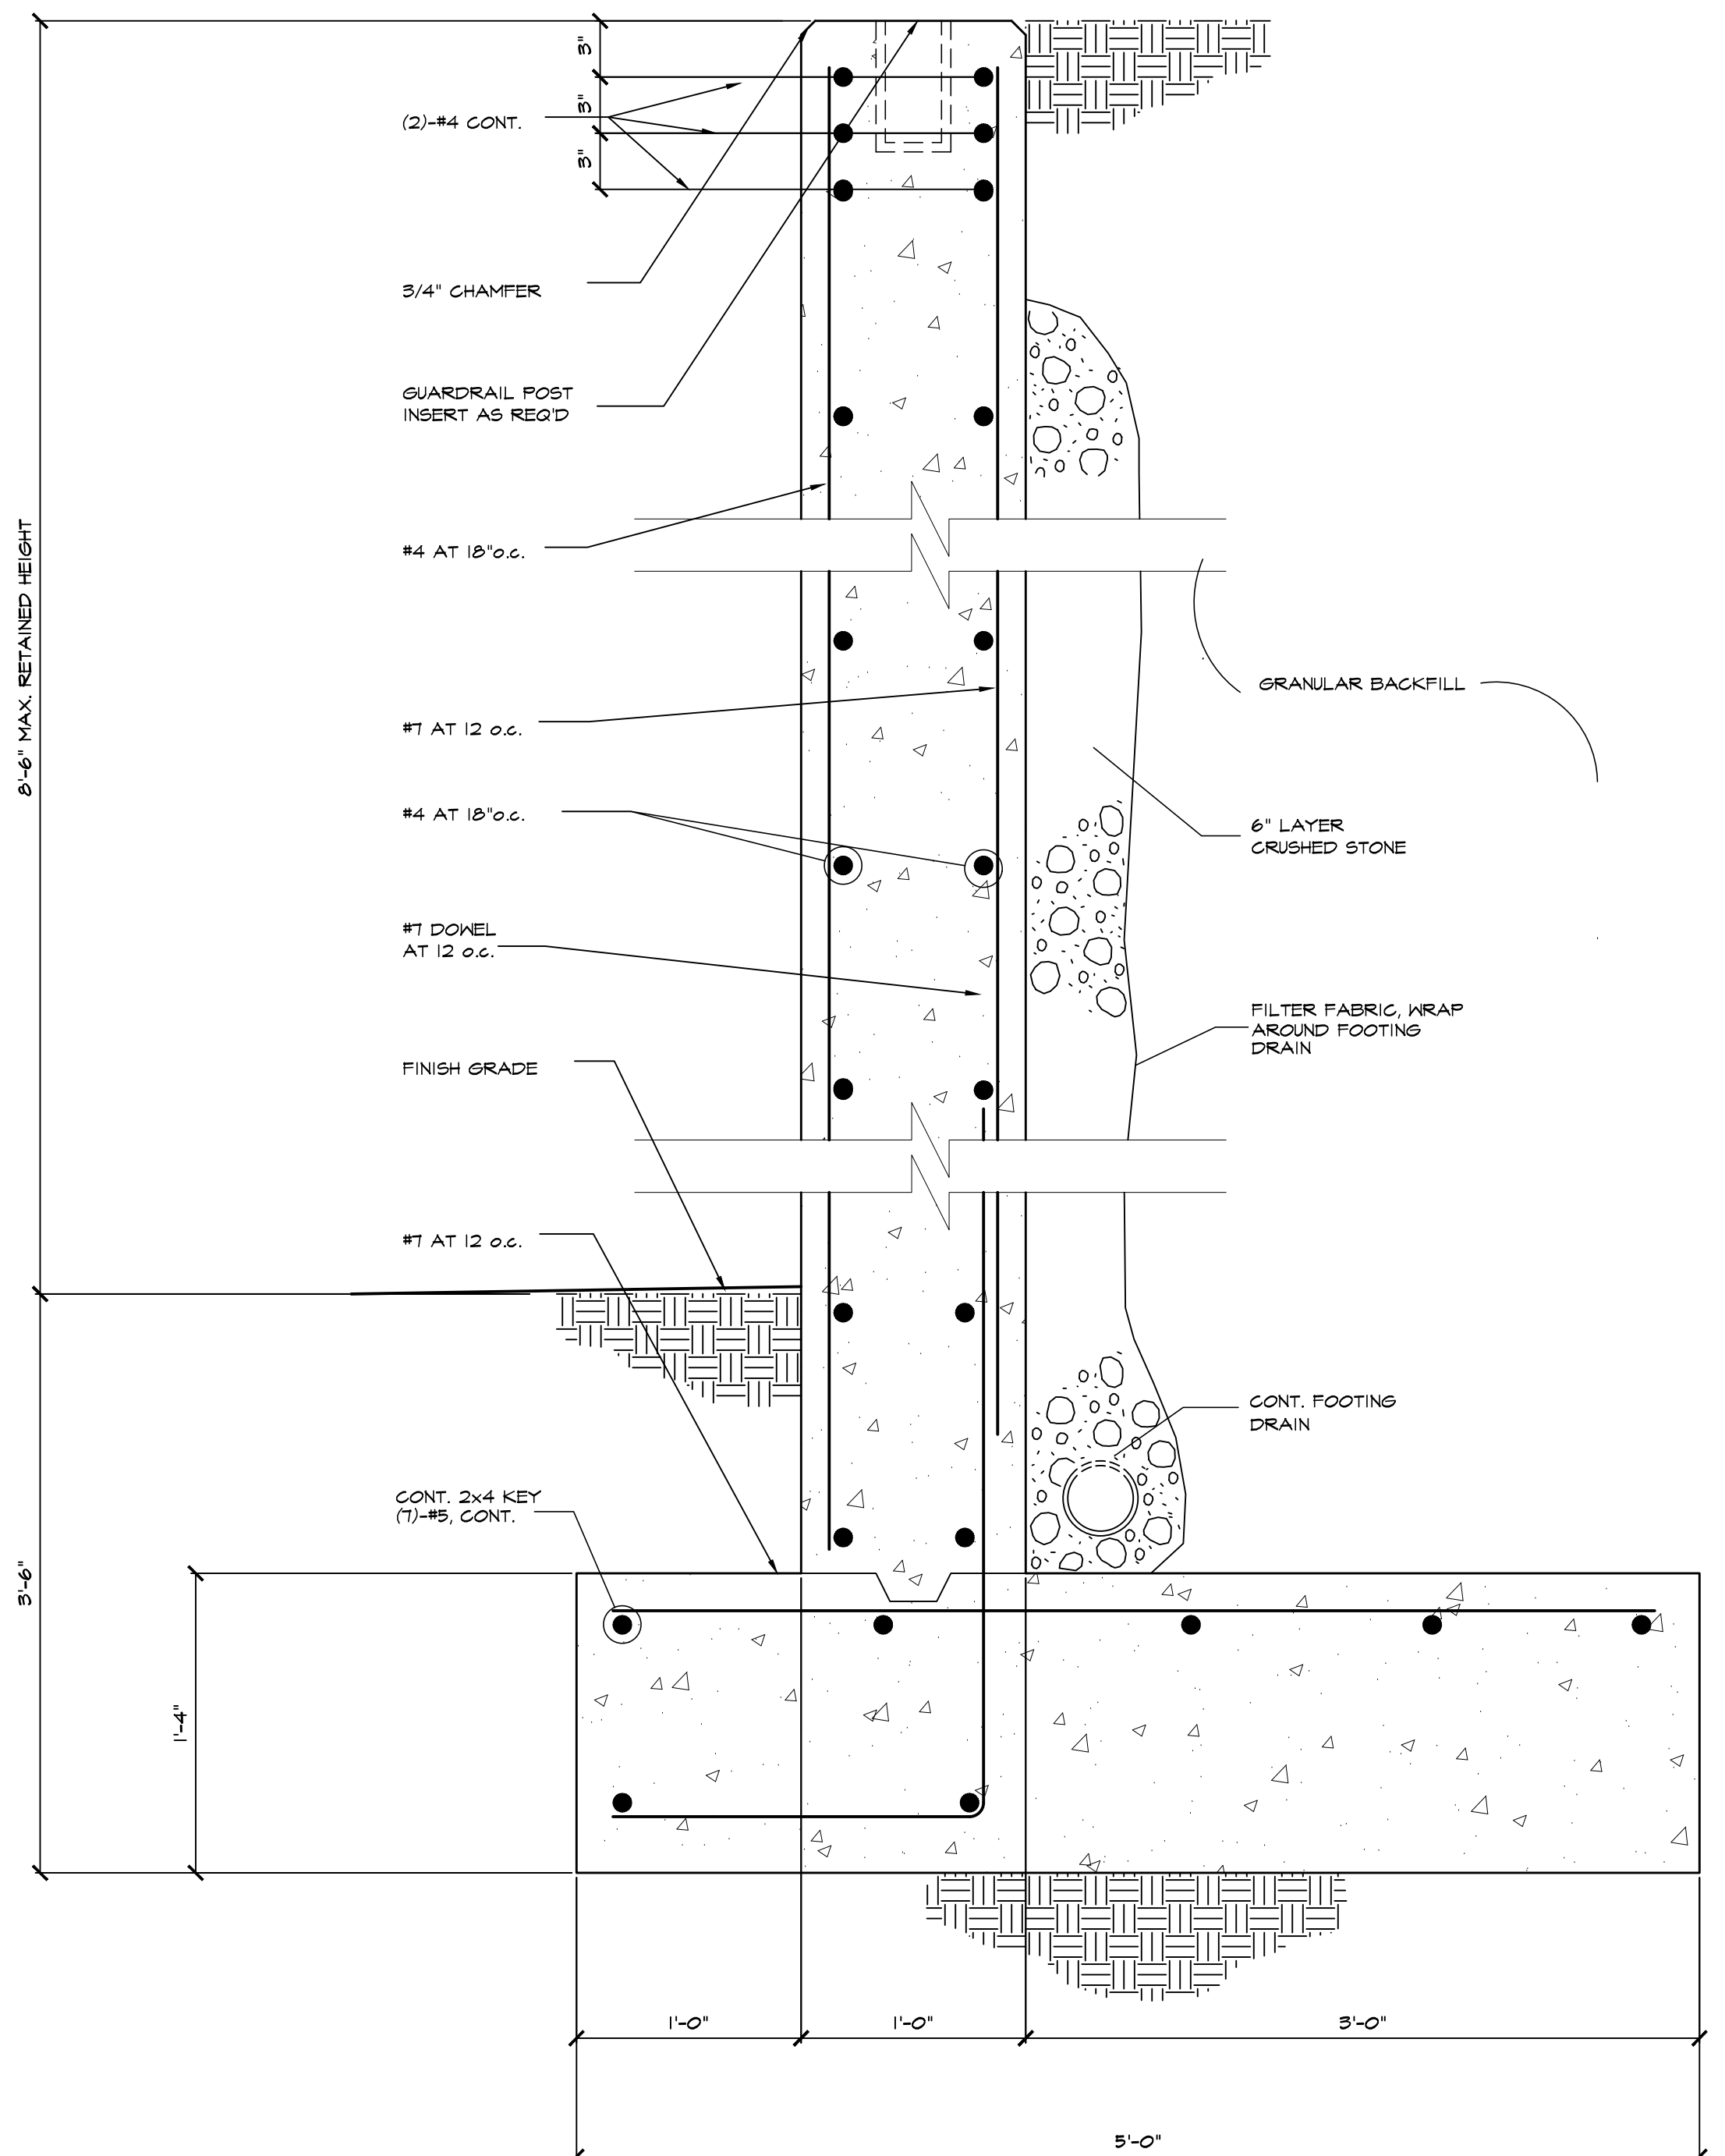 3"
3"
3"
(2)-#4 CONT.
3/4" CHAMFER
GUARDRAIL POST
INSERT AS REQ'D
#4 AT 18"o.c.
8'-6" MAX. RETAINED HEIGHT
#7 AT 12 o.c.
GRANULAR BACKFILL
#4 AT 18"o.c.
6" LAYER
CRUSHED STONE
#7 DOWEL
AT 12 o.c.
FILTER FABRIC, WRAP
AROUND FOOTING
DRAIN
FINISH GRADE
#7 AT 12 o.c.
CONT. FOOTING
DRAIN
CONT. 2x4 KEY
(7)-#5, CONT.
3'-6"
1'-4"
1'-0"
1'-0"
3'-0"
5'-0"